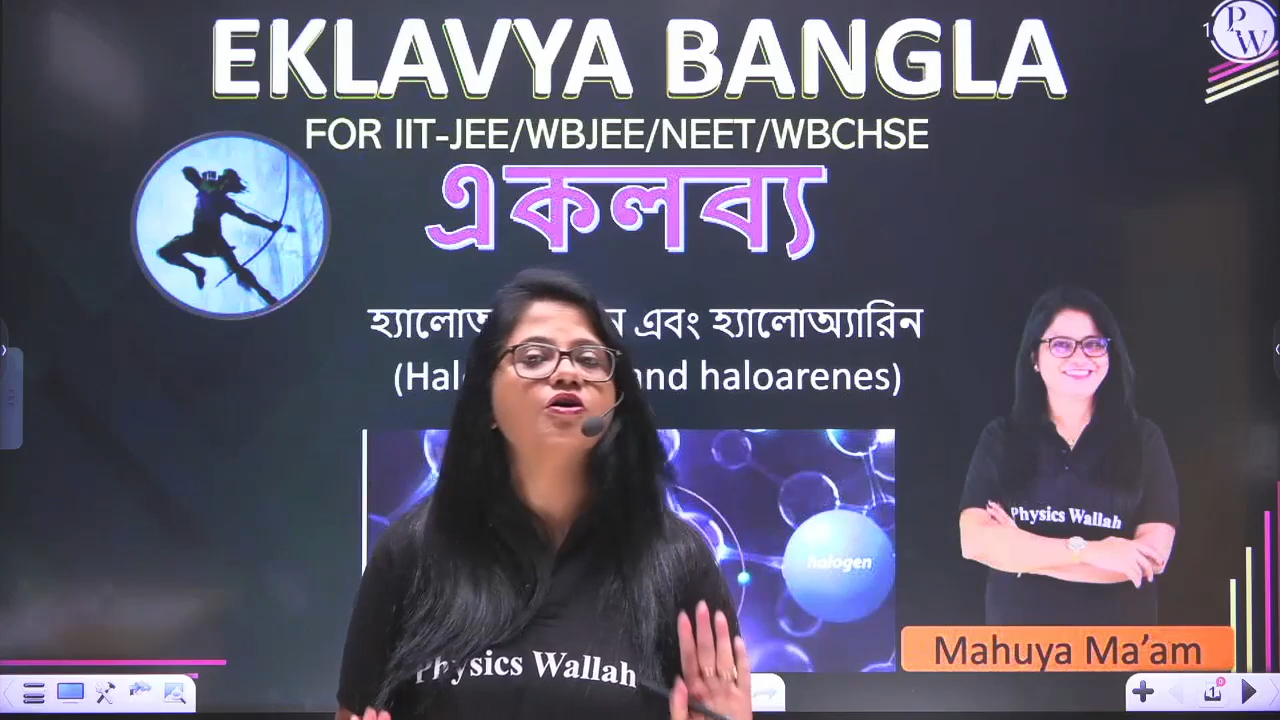 EKLAVYA BANGLA
P
W
FOR IIT-JEE/WBJEE/NEET/WBCHSE
একলব্য
এবং হ্যালোঅ্যারিন
and haloarenes)
halogen
Physics Wallah
Physics Wallah
Mahuya Ma'am
1